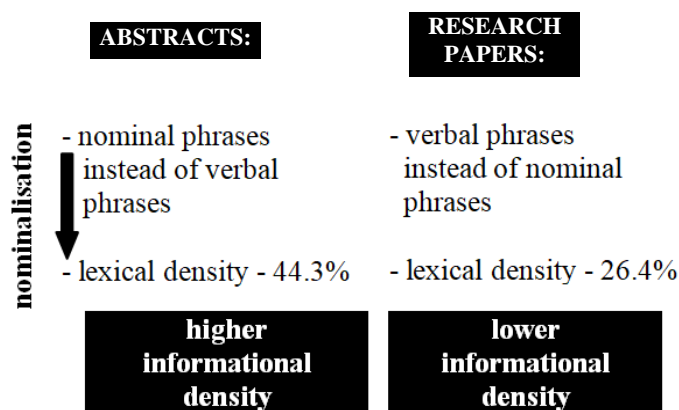 ABSTRACTS:
RESEARCH
PAPERS:
nominalisation
- nominal phrases
instead of verbal
phrases
- lexical density - 44.3%
higher
informational
density
- verbal phrases
instead of nominal
phrases
- lexical density - 26.4%
lower
informational
density